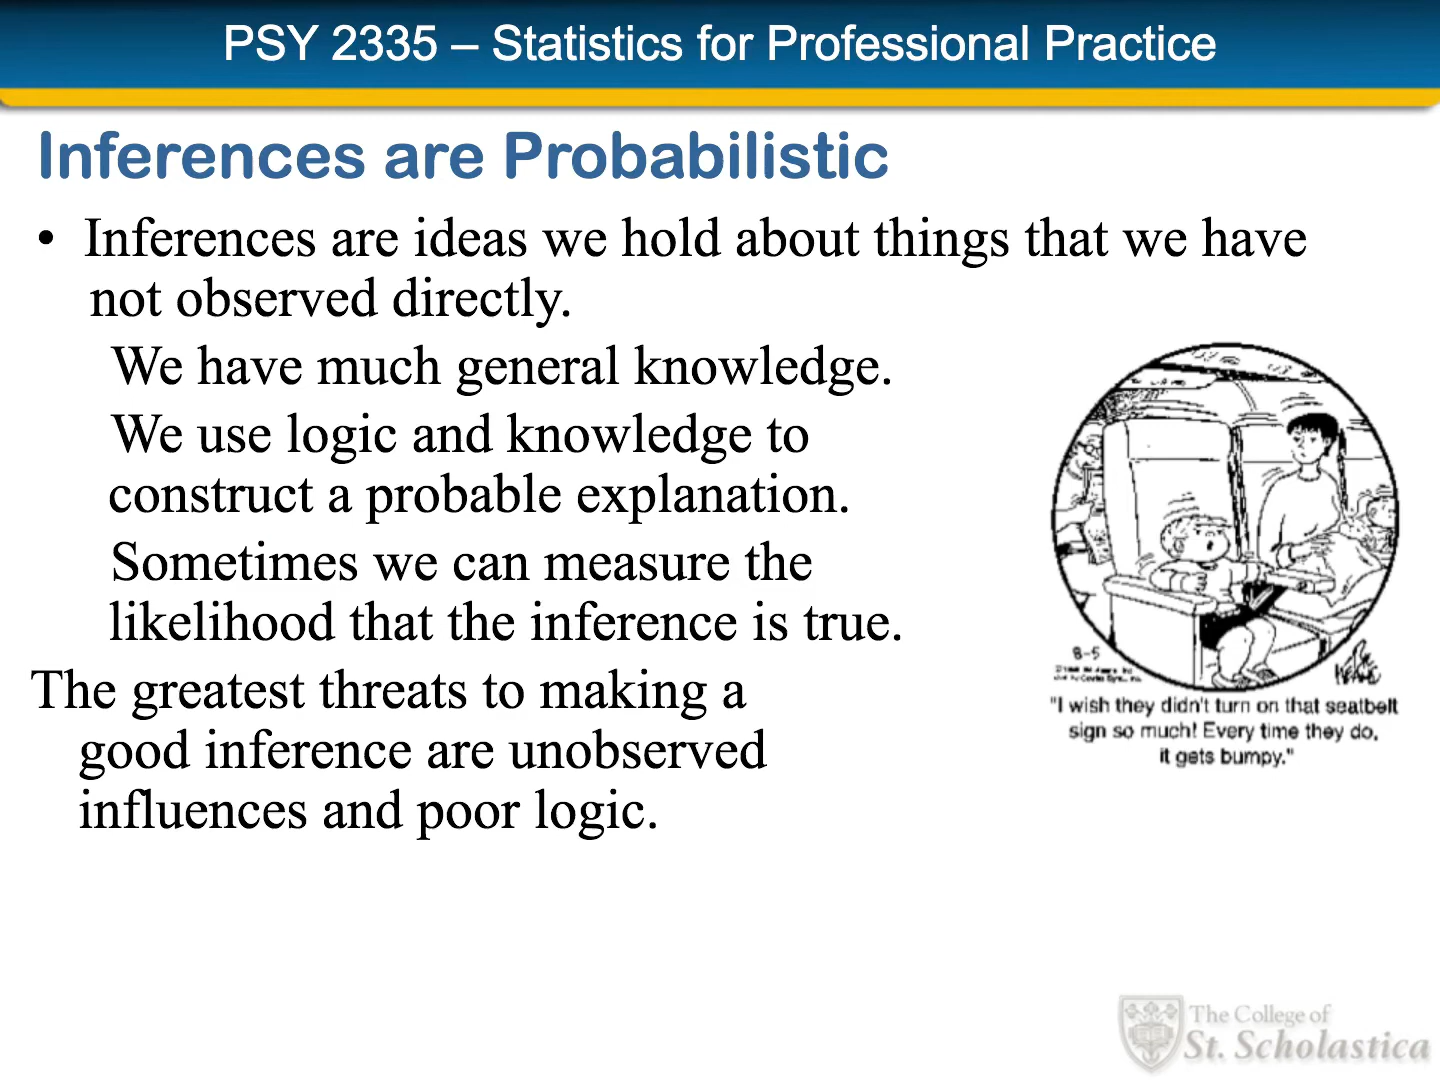 PSY 2335 – Statistics for Professional Practice
Inferences are Probabilistic
• Inferences are ideas we hold about things that we have
not observed directly.
We have much general knowledge.
We use logic and knowledge to
construct a probable explanation.
Sometimes we can measure the
likelihood that the inference is true.
The greatest threats to making a
good inference are unobserved
influences and poor logic.
8-5
"I wish they didn't turn on that seatbelt
sign so much! Every time they do,
it gets bumpy."
The College of
St. Scholastica